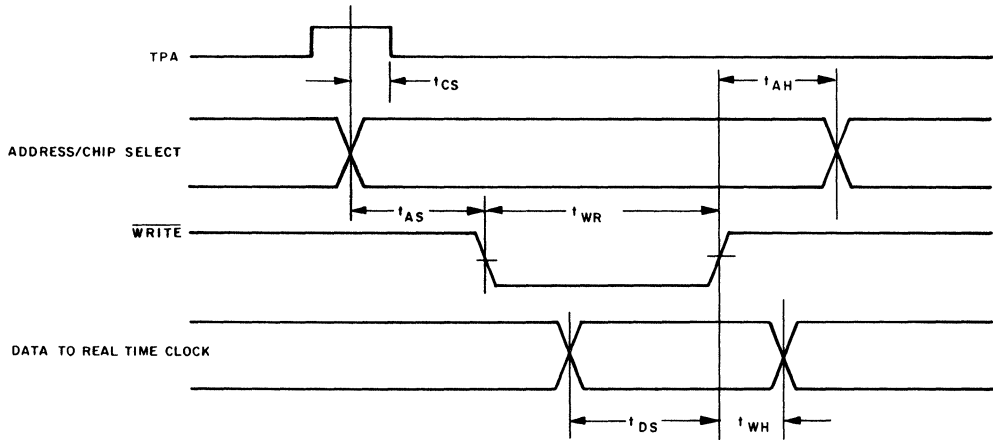 TPA
tCS
tAH
ADDRESS/CHIP SELECT
tAS
tWR
WRITE
DATA TO REAL TIME CLOCK
tDS
tWH